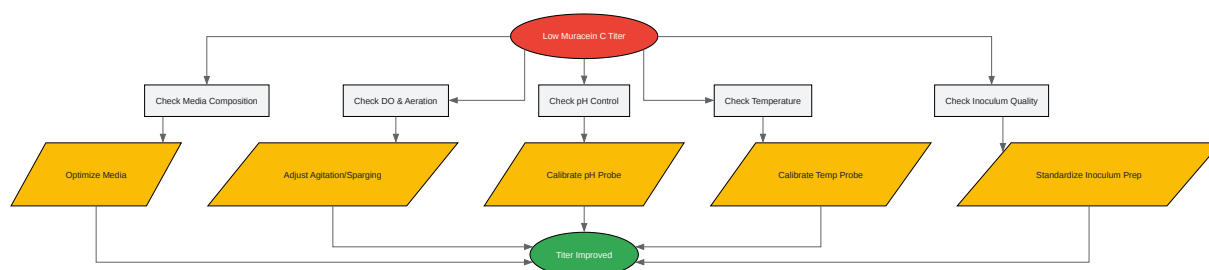 Low Muracein C Titer
Check Media Composition
Check DO & Aeration
Check pH Control
Check Temperature
Check Inoculum Quality
Optimize Media
Adjust Agitation/Sparging
Calibrate pH Probe
Calibrate Temp Probe
Standardize Inoculum Prep
Titer Improved